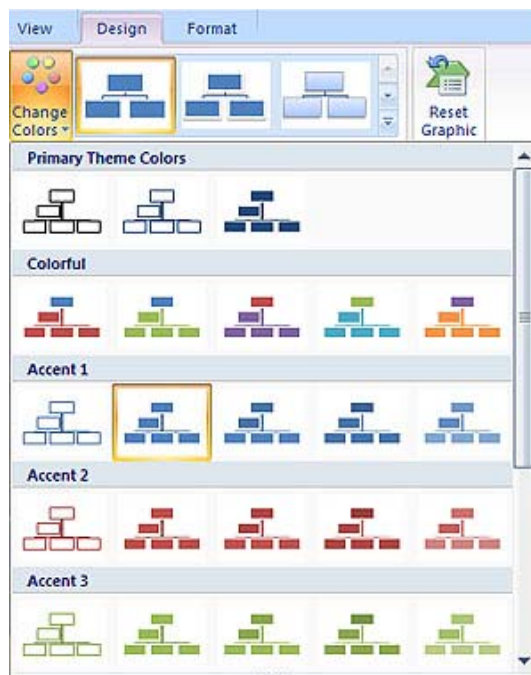 View Design Format
Change
Colors
Reset
Graphic
Primary Theme Colors
Colorful
Accent 1
Accent 2
Accent 3